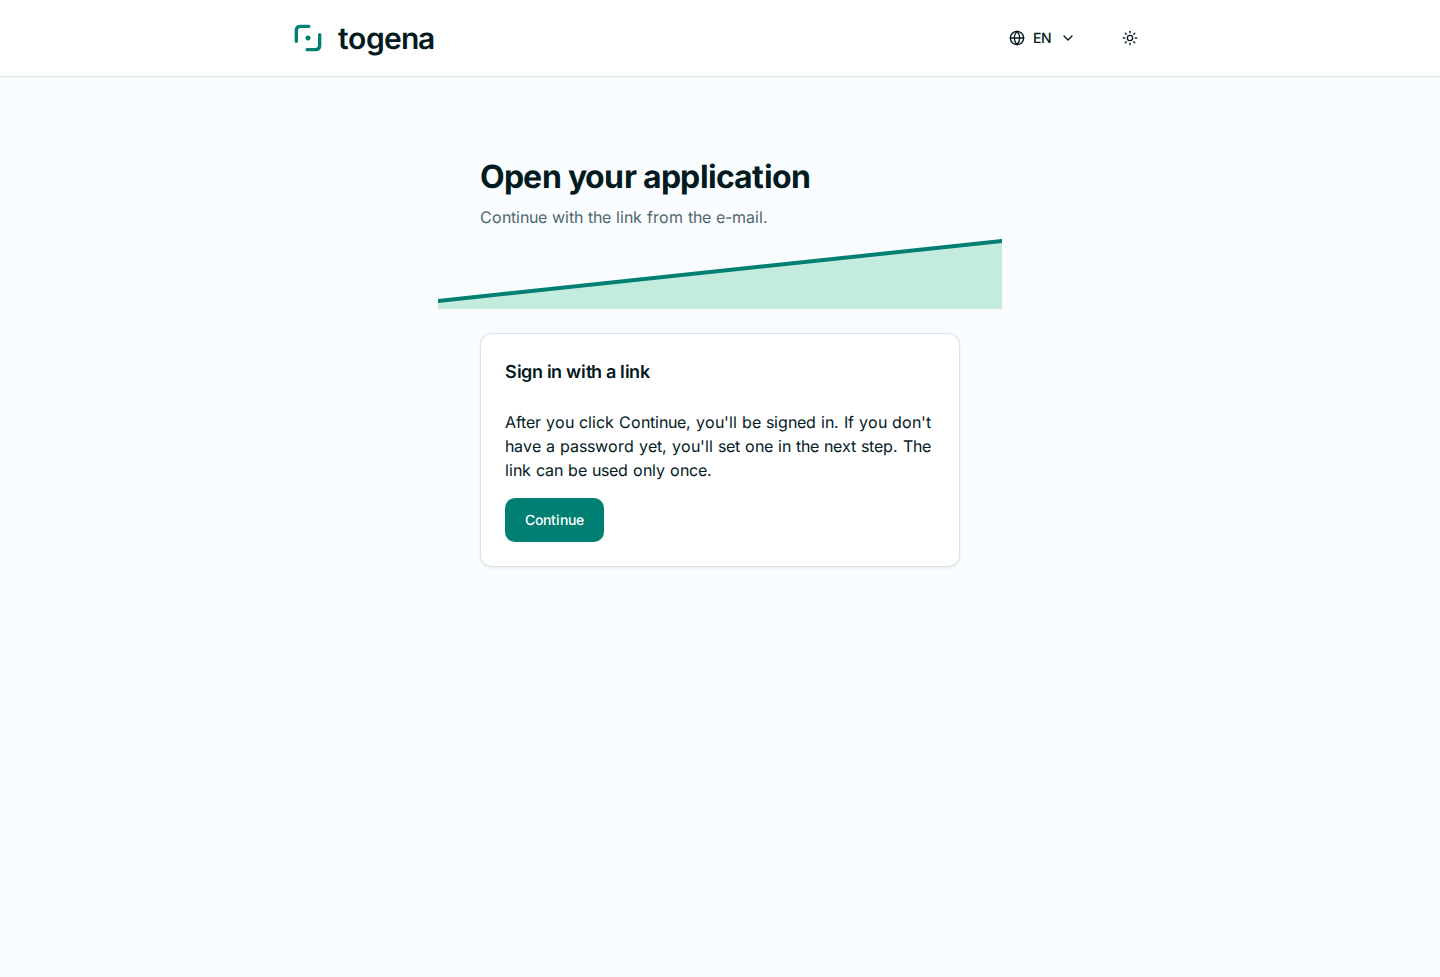 togena
EN
Open your application
Continue with the link from the e-mail.
Sign in with a link
After you click Continue, you'll be signed in. If you don't
have a password yet, you'll set one in the next step. The
link can be used only once.
Continue